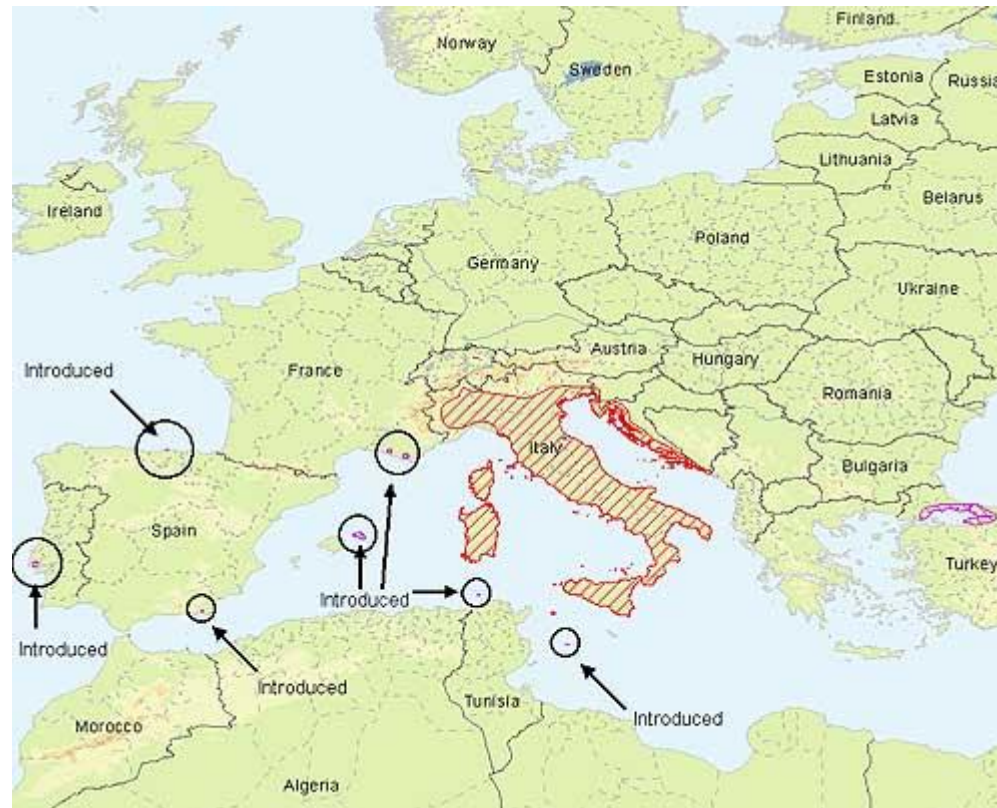 Finland
Norway
Sweden
Estonia
Russia
Latvia
Lithuania
Ireland
Belarus
Poland
Germany
Ukraine
Austria
Hungary
Introduced
France
Romania
Italy
Bulgaria
Spain
Turkey
Introduced
Introduced
Introduced
Tunisia
Introduced
Morocco
Algeria